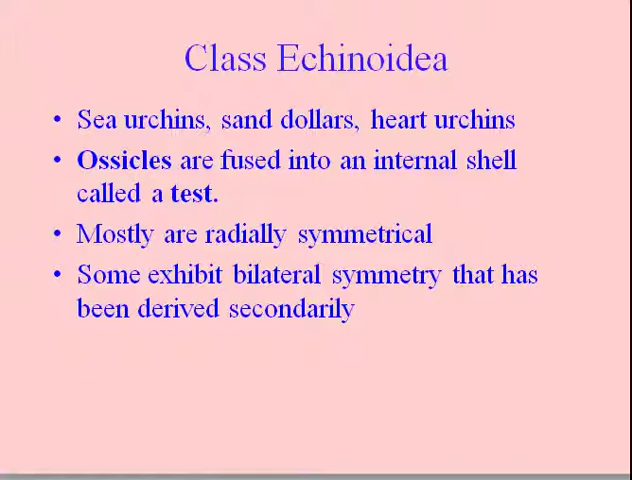 Class Echinoidea
• Sea urchins, sand dollars, heart urchins
• Ossicles are fused into an internal shell
called a test.
• Mostly are radially symmetrical
• Some exhibit bilateral symmetry that has
been derived secondarily